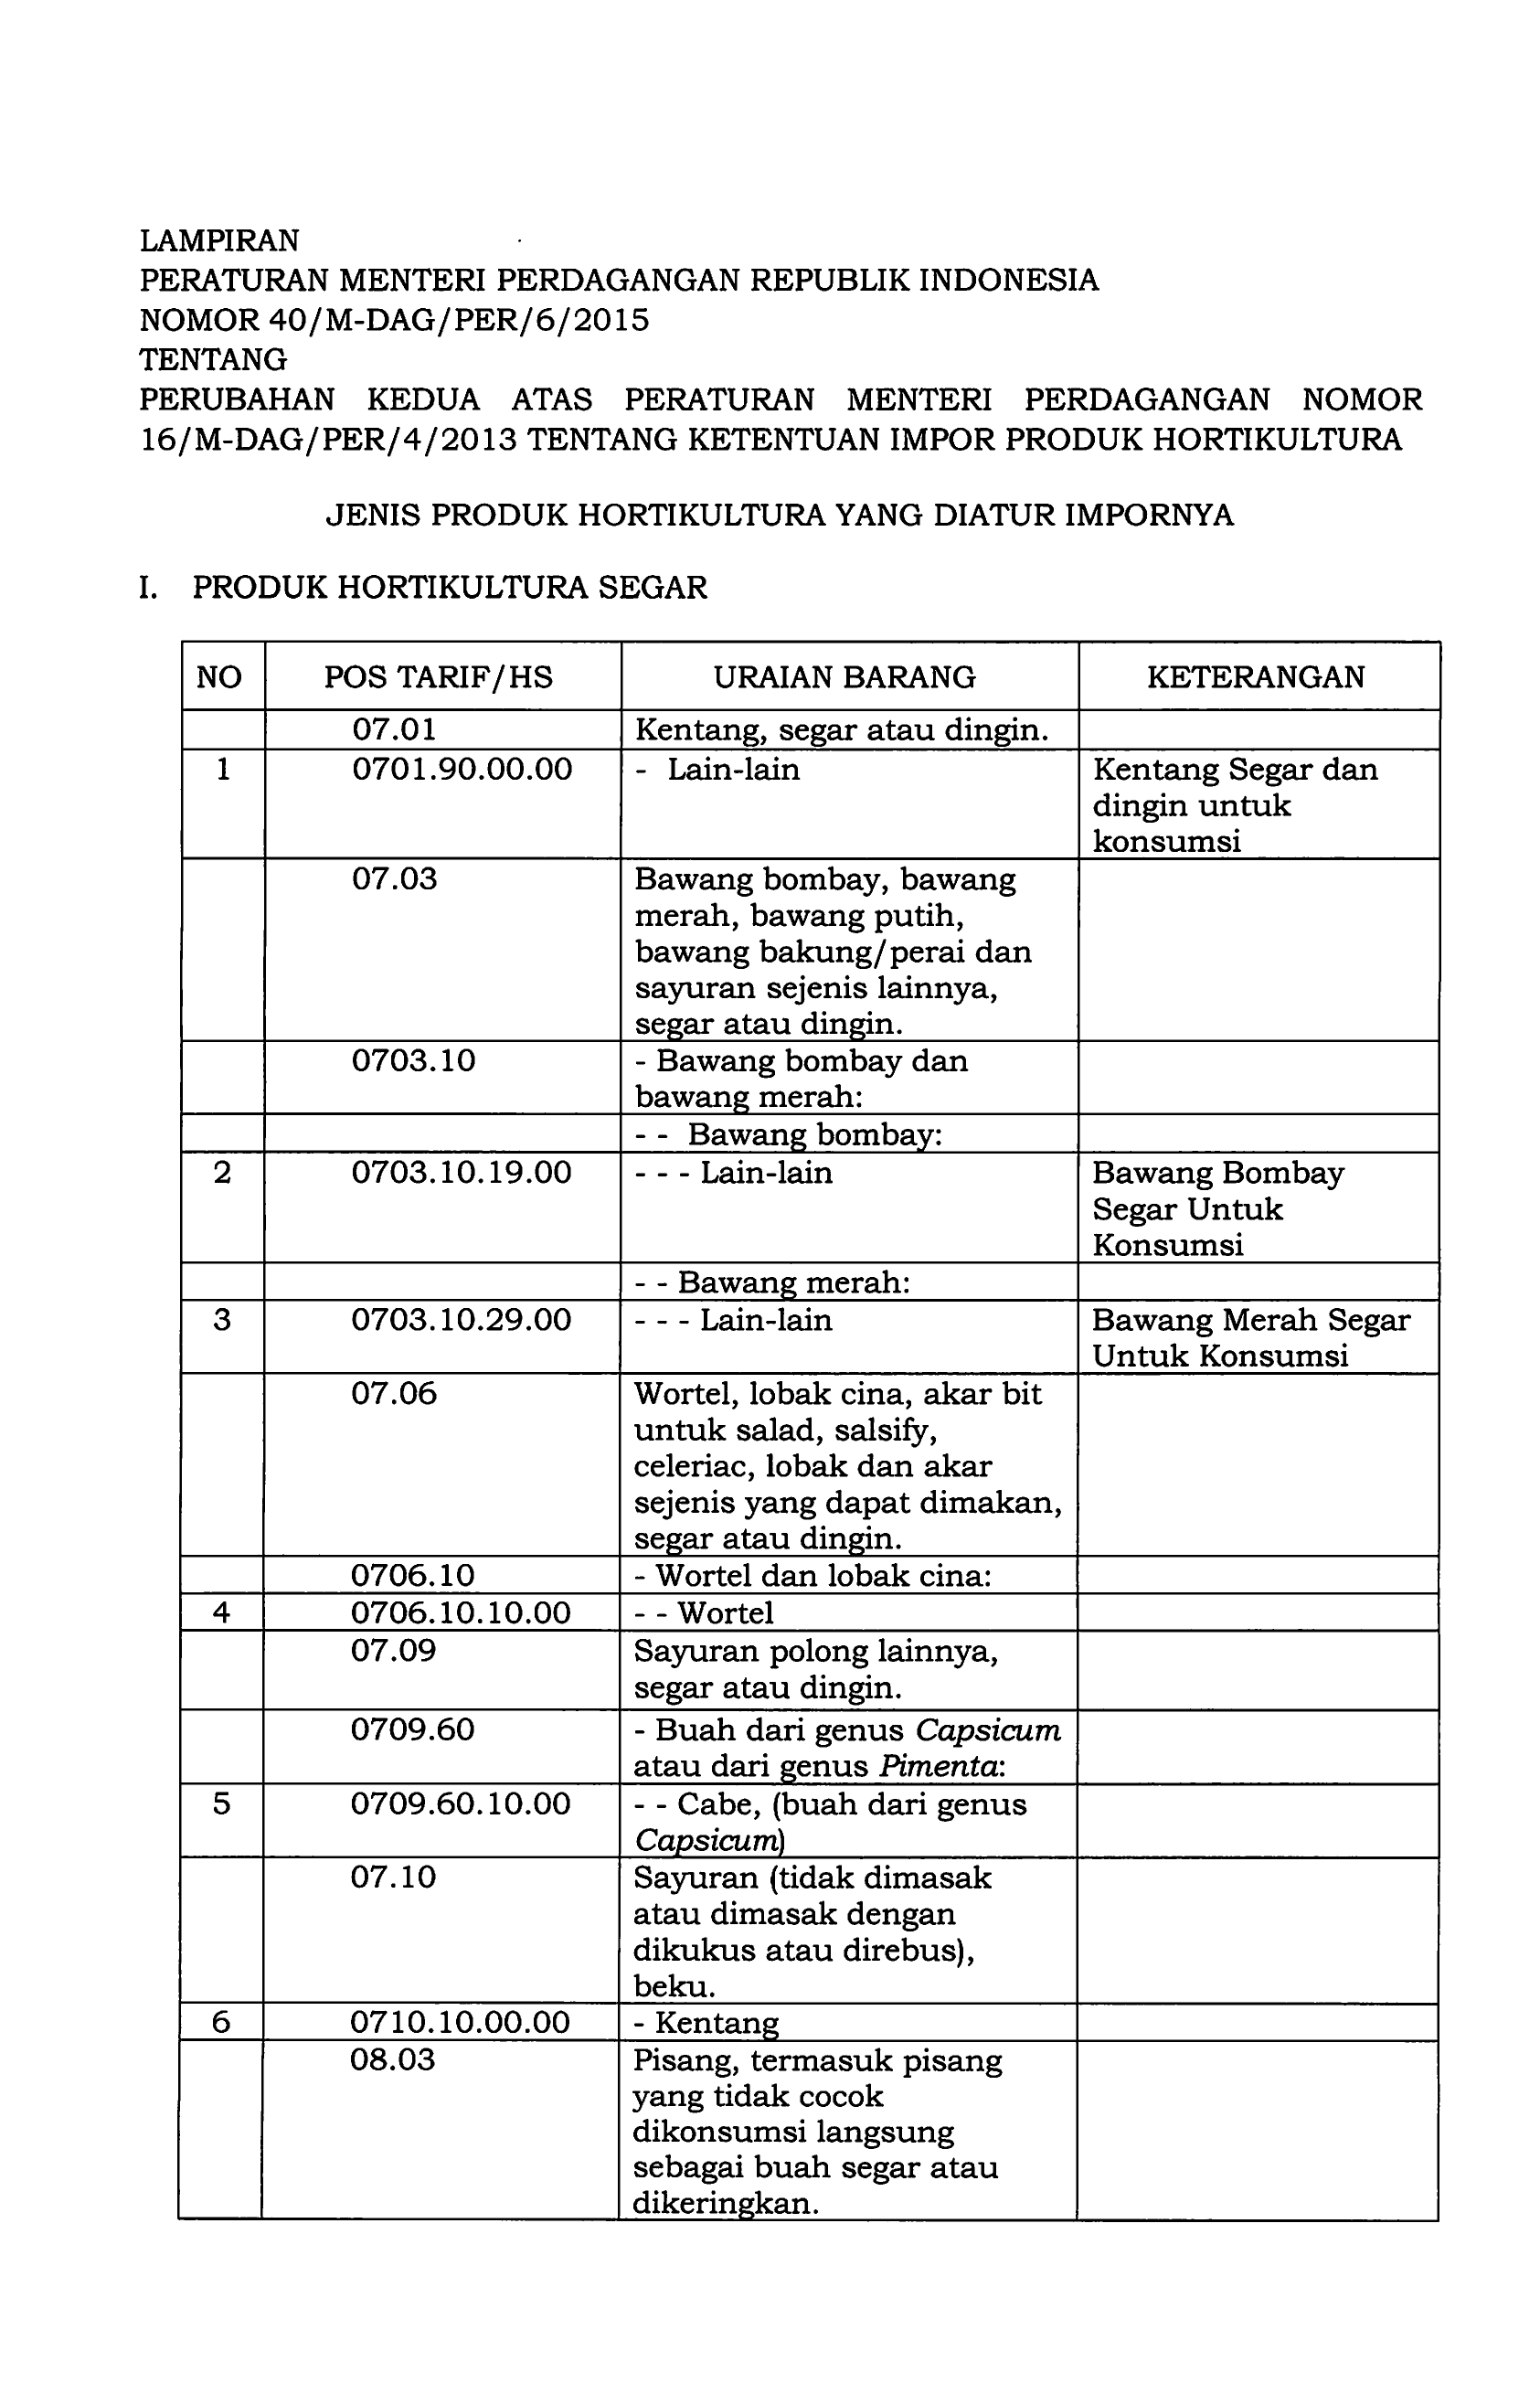 LAMPIRAN
PERATURAN MENTERI PERDAGANGAN REPUBLIK INDONESIA
NOMOR 40/M-DAG/PER/6/2015
TENTANG
PERUBAHAN KEDUA ATAS PERATURAN MENTERI PERDAGANGAN NOMOR
16/M-DAG/PER/4/2013 TENTANG KETENTUAN IMPOR PRODUK HORTIKULTURA
JENIS PRODUK HORTIKULTURA YANG DIATUR IMPORNYA
I. PRODUK HORTIKULTURA SEGAR
NO POS TARIF/HS URAIAN BARANG KETERANGAN
07.01 Kentang, segar atau dingin.
1 0701.90.00.00 - Lain-lain Kentang Segar dan
dingin untuk
konsumsi
07.03 Bawang bombay, bawang
merah, bawang putih,
bawang bakung/perai dan
sayuran sejenis lainnya,
segar atau dingin.
0703.10 - Bawang bombay dan
bawang merah:
- - Bawang bombay:
2 0703.10.19.00 - - - Lain-lain Bawang Bombay
Segar Untuk
Konsumsi
- - Bawang merah:
3 0703.10.29.00 - - - Lain-lain Bawang Merah Segar
Untuk Konsumsi
07.06 Wortel, lobak cina, akar bit
untuk salad, salsify,
celeriac, lobak dan akar
sejenis yang dapat dimakan,
segar atau dingin.
0706.10 - Wortel dan lobak cina:
4 0706.10.10.00 - - Wortel
07.09 Sayuran polong lainnya,
segar atau dingin.
0709.60 - Buah dari genus Capsicum
atau dari genus Pimenta:
5 0709.60.10.00 - - Cabe, (buah dari genus
Capsicum)
07.10 Sayuran (tidak dimasak
atau dimasak dengan
dikukus atau direbus),
beku.
6 0710.10.00.00 - Kentang
08.03 Pisang, termasuk pisang
yang tidak cocok
dikonsumsi langsung
sebagai buah segar atau
dikeringkan.